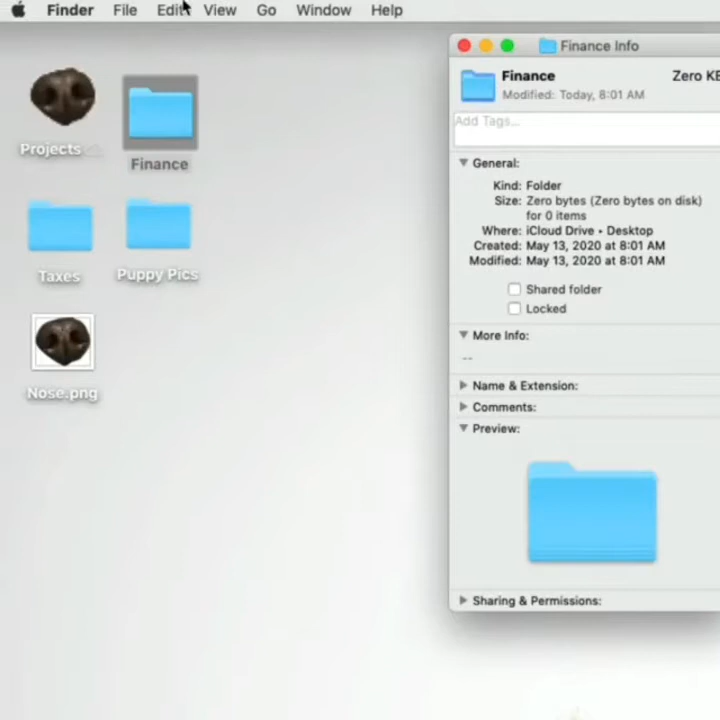 Finder File Edit View Go Window Help
Finance Info
Finance Zero
Modified: Today, 8:01 AM
Add Tags...
General:
Kind: Folder
Size: Zero bytes (Zero bytes on disk)
for 0 items
Where: iCloud Drive • Desktop
Created: May 13, 2020 at 8:01 AM
Modified: May 13, 2020 at 8:01 AM
Shared folder
Locked
More Info:
--
Name & Extension:
Comments:
Preview:
Sharing & Permissions:
Projects
Finance
Taxes
Puppy Pics
Nose.png